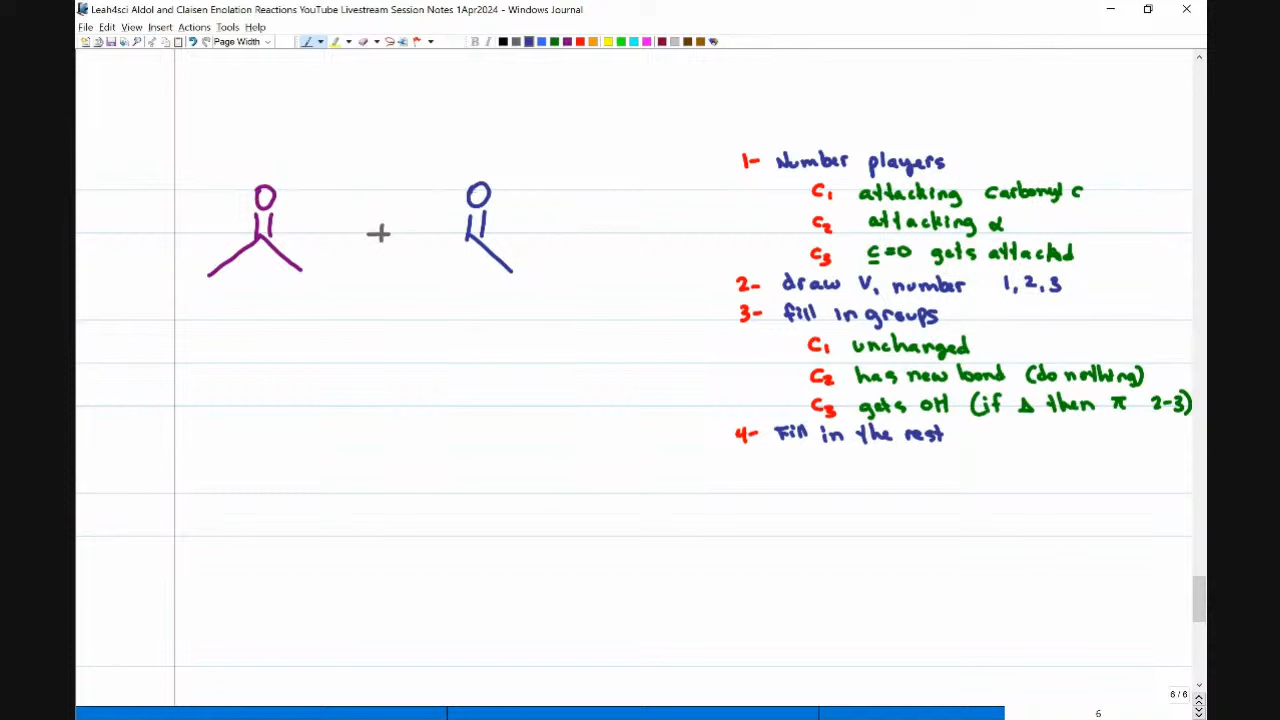 Leah4sci Aldol and Claisen Enolation Reactions YouTube Livestream Session Notes 1Apr2024 - Windows Journal
File Edit View Insert Actions Tools Help
Page Width
B I
O
+
O
1- Number players
C1 attacking Carbonyl C
C2 attacking α
C3 C=O gets attacked
2- draw V, number 1, 2, 3
3- fill in groups
C1 unchanged
C2 has new bond (do nothing)
C3 gets OH (if Δ then π 2-3)
4- Fill in the rest
6 / 6
6